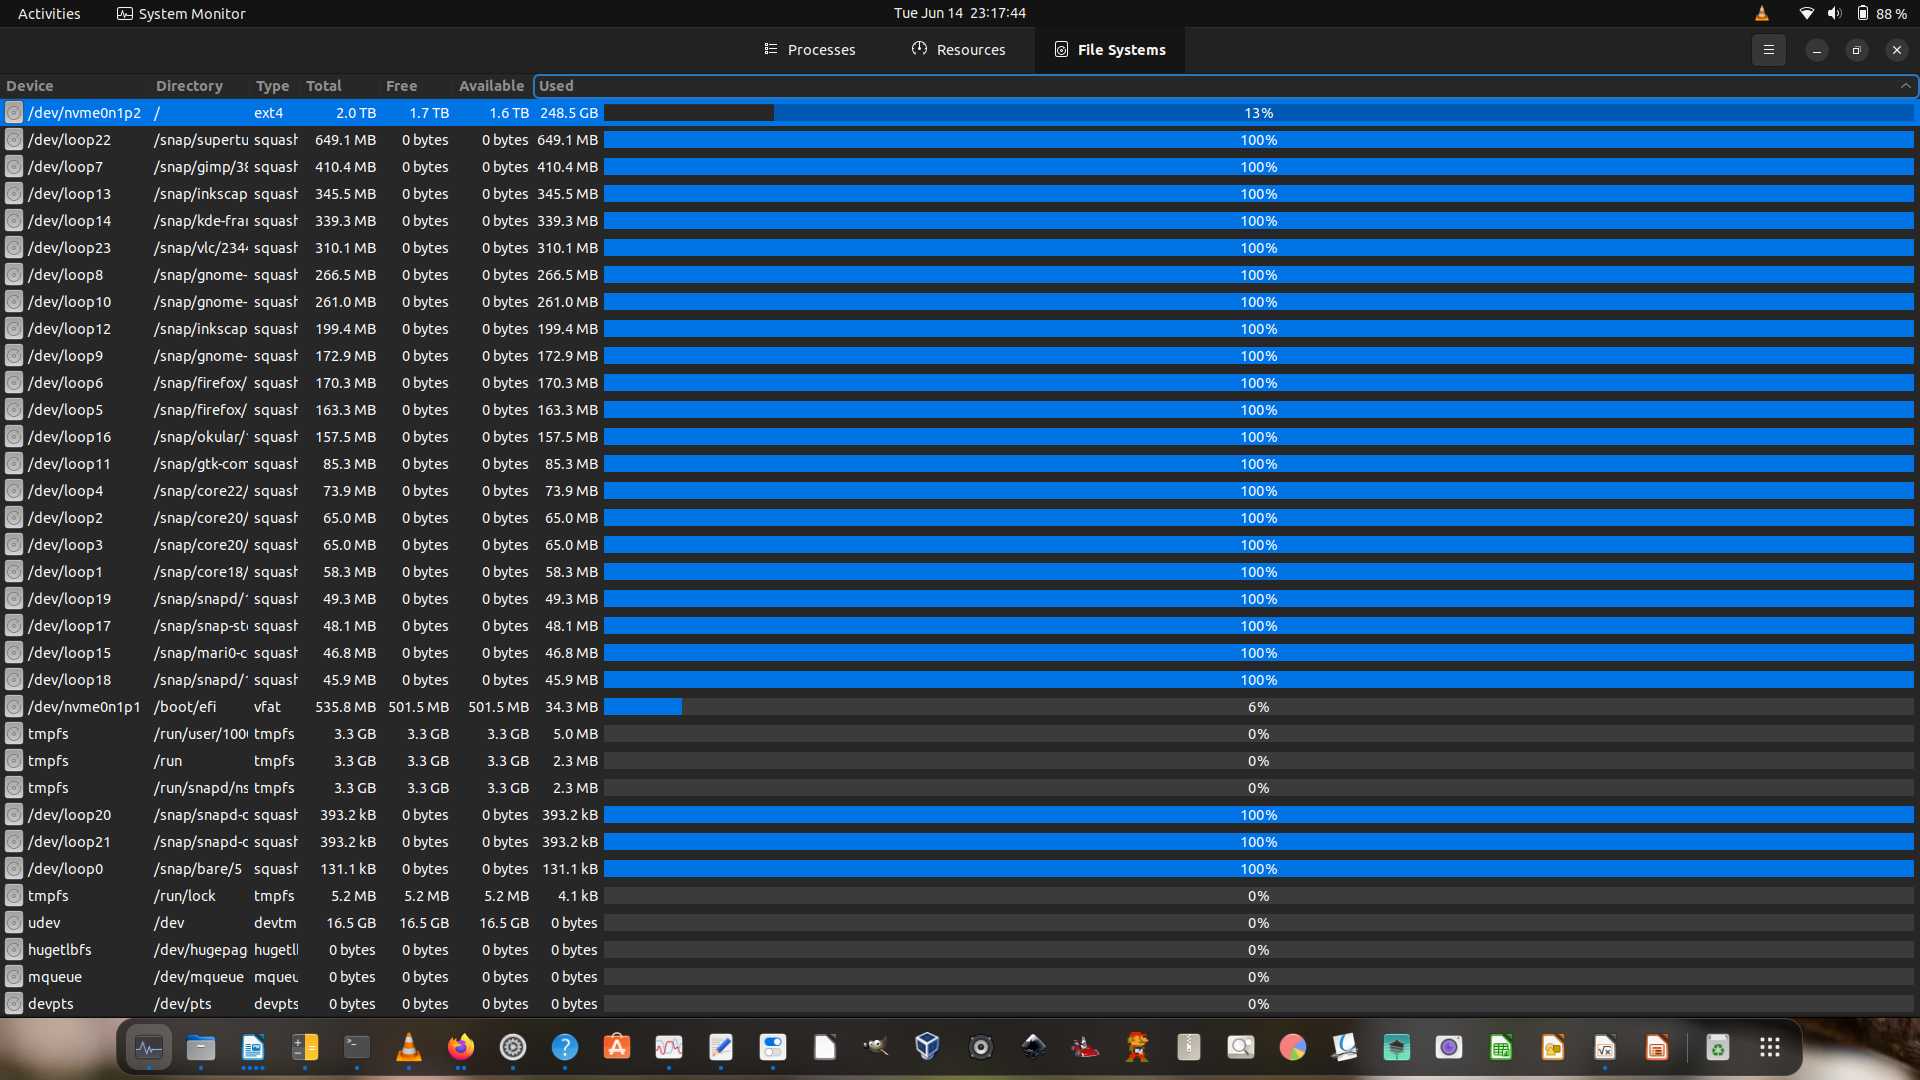 Activities System Monitor Tue Jun 14 23:17:44 88 %
Processes Resources File Systems
Device Directory Type Total Free Available Used
/dev/nvme0n1p2 / ext4 2.0 TB 1.7 TB 1.6 TB 248.5 GB 13%
/dev/loop22 /snap/supertu squash 649.1 MB 0 bytes 0 bytes 649.1 MB 100%
/dev/loop7 /snap/gimp/38 squash 410.4 MB 0 bytes 0 bytes 410.4 MB 100%
/dev/loop13 /snap/inkscap squash 345.5 MB 0 bytes 0 bytes 345.5 MB 100%
/dev/loop14 /snap/kde-frar squash 339.3 MB 0 bytes 0 bytes 339.3 MB 100%
/dev/loop23 /snap/vlc/2344 squash 310.1 MB 0 bytes 0 bytes 310.1 MB 100%
/dev/loop8 /snap/gnome- squash 266.5 MB 0 bytes 0 bytes 266.5 MB 100%
/dev/loop10 /snap/gnome- squash 261.0 MB 0 bytes 0 bytes 261.0 MB 100%
/dev/loop12 /snap/inkscap squash 199.4 MB 0 bytes 0 bytes 199.4 MB 100%
/dev/loop9 /snap/gnome- squash 172.9 MB 0 bytes 0 bytes 172.9 MB 100%
/dev/loop6 /snap/firefox/ squash 170.3 MB 0 bytes 0 bytes 170.3 MB 100%
/dev/loop5 /snap/firefox/ squash 163.3 MB 0 bytes 0 bytes 163.3 MB 100%
/dev/loop16 /snap/okular/1 squash 157.5 MB 0 bytes 0 bytes 157.5 MB 100%
/dev/loop11 /snap/gtk-com squash 85.3 MB 0 bytes 0 bytes 85.3 MB 100%
/dev/loop4 /snap/core22/ squash 73.9 MB 0 bytes 0 bytes 73.9 MB 100%
/dev/loop2 /snap/core20/ squash 65.0 MB 0 bytes 0 bytes 65.0 MB 100%
/dev/loop3 /snap/core20/ squash 65.0 MB 0 bytes 0 bytes 65.0 MB 100%
/dev/loop1 /snap/core18/ squash 58.3 MB 0 bytes 0 bytes 58.3 MB 100%
/dev/loop19 /snap/snapd/1 squash 49.3 MB 0 bytes 0 bytes 49.3 MB 100%
/dev/loop17 /snap/snap-sto squash 48.1 MB 0 bytes 0 bytes 48.1 MB 100%
/dev/loop15 /snap/mari0-c squash 46.8 MB 0 bytes 0 bytes 46.8 MB 100%
/dev/loop18 /snap/snapd/1 squash 45.9 MB 0 bytes 0 bytes 45.9 MB 100%
/dev/nvme0n1p1 /boot/efi vfat 535.8 MB 501.5 MB 501.5 MB 34.3 MB 6%
tmpfs /run/user/1000 tmpfs 3.3 GB 3.3 GB 3.3 GB 5.0 MB 0%
tmpfs /run tmpfs 3.3 GB 3.3 GB 3.3 GB 2.3 MB 0%
tmpfs /run/snapd/ns tmpfs 3.3 GB 3.3 GB 3.3 GB 2.3 MB 0%
/dev/loop20 /snap/snapd-c squash 393.2 kB 0 bytes 0 bytes 393.2 kB 100%
/dev/loop21 /snap/snapd-c squash 393.2 kB 0 bytes 0 bytes 393.2 kB 100%
/dev/loop0 /snap/bare/5 squash 131.1 kB 0 bytes 0 bytes 131.1 kB 100%
tmpfs /run/lock tmpfs 5.2 MB 5.2 MB 5.2 MB 4.1 kB 0%
udev /dev devtm 16.5 GB 16.5 GB 16.5 GB 0 bytes 0%
hugetlbfs /dev/hugepag hugetll 0 bytes 0 bytes 0 bytes 0 bytes 0%
mqueue /dev/mqueue mqueu 0 bytes 0 bytes 0 bytes 0 bytes 0%
devpts /dev/pts devpts 0 bytes 0 bytes 0 bytes 0 bytes 0%